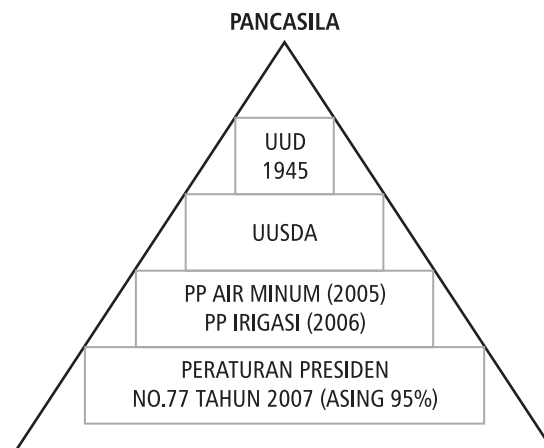 PANCASILA
UUD
1945
UUSDA
PP AIR MINUM (2005)
PP IRIGASI (2006)
PERATURAN PRESIDEN
NO.77 TAHUN 2007 (ASING 95%)